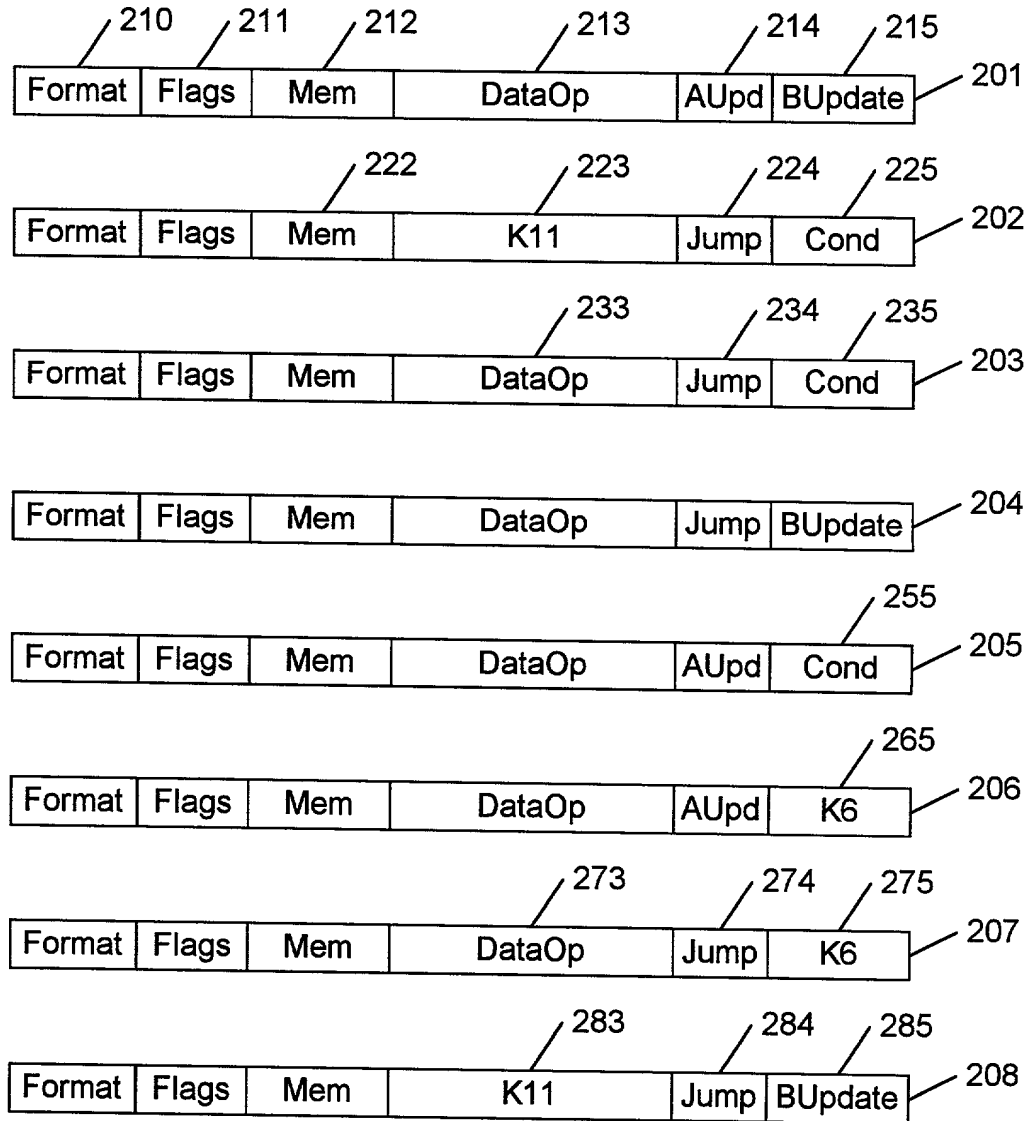 210 211 212 213 214 215
Format Flags Mem DataOp AUpd BUpdate 201
222 223 224 225
Format Flags Mem K11 Jump Cond 202
233 234 235
Format Flags Mem DataOp Jump Cond 203
Format Flags Mem DataOp Jump BUpdate 204
255
Format Flags Mem DataOp AUpd Cond 205
265
Format Flags Mem DataOp AUpd K6 206
273 274 275
Format Flags Mem DataOp Jump K6 207
283 284 285
Format Flags Mem K11 Jump BUpdate 208